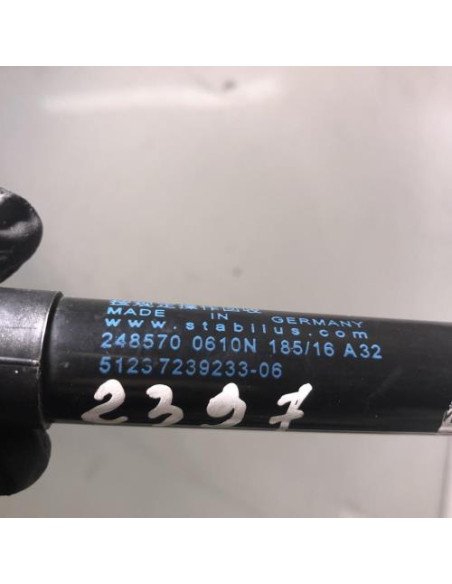 MADE IN GERMANY
www.stabilus.com
248570 0610N 185/16 A32
51237239233-06
2397